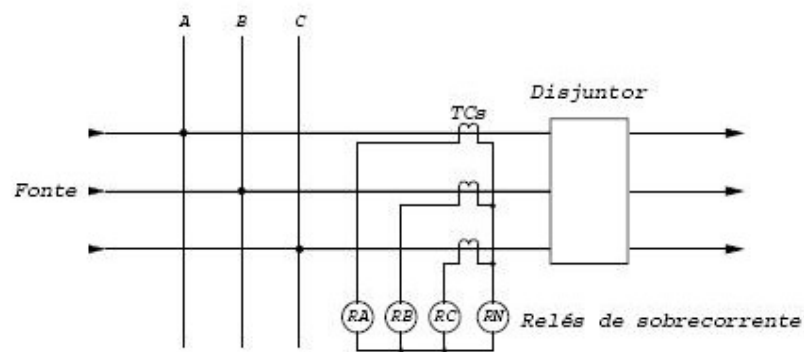 A B C
Disjuntor
TCs
Fonte
RA RB RC RN Relés de sobrecorrente